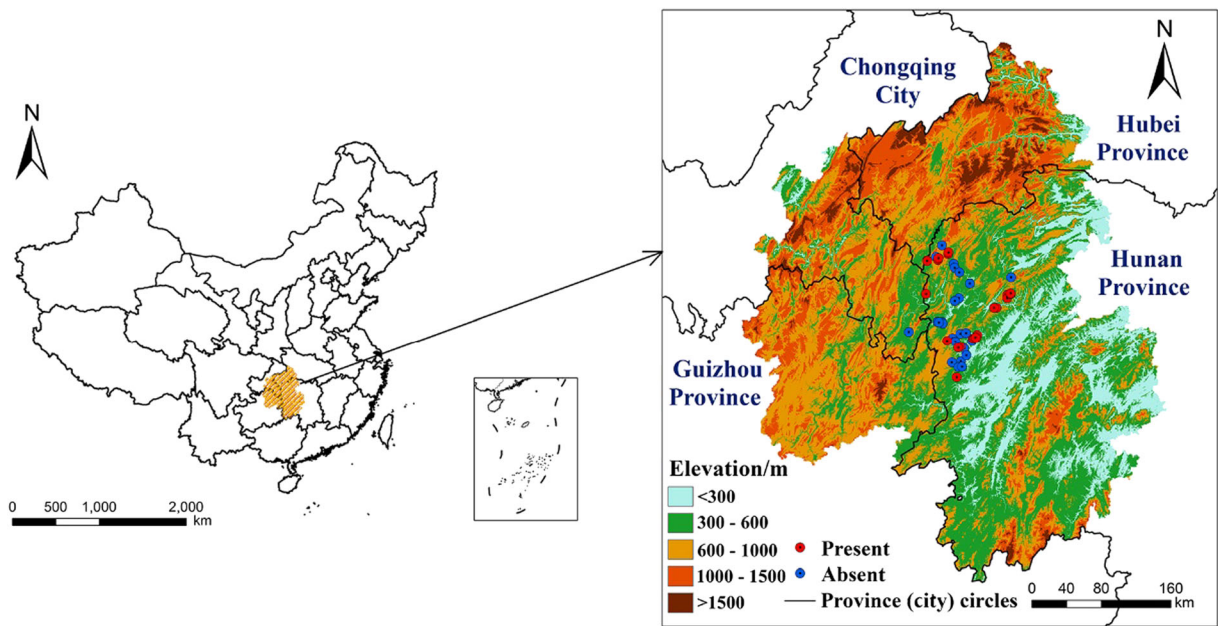 N
0 500 1,000 2,000
km
N
Chongqing
City
Hubei
Province
Hunan
Province
Guizhou
Province
Elevation/m
<300
300 - 600
600 - 1000
1000 - 1500
>1500
Present
Absent
Province (city) circles
0 40 80 160
km